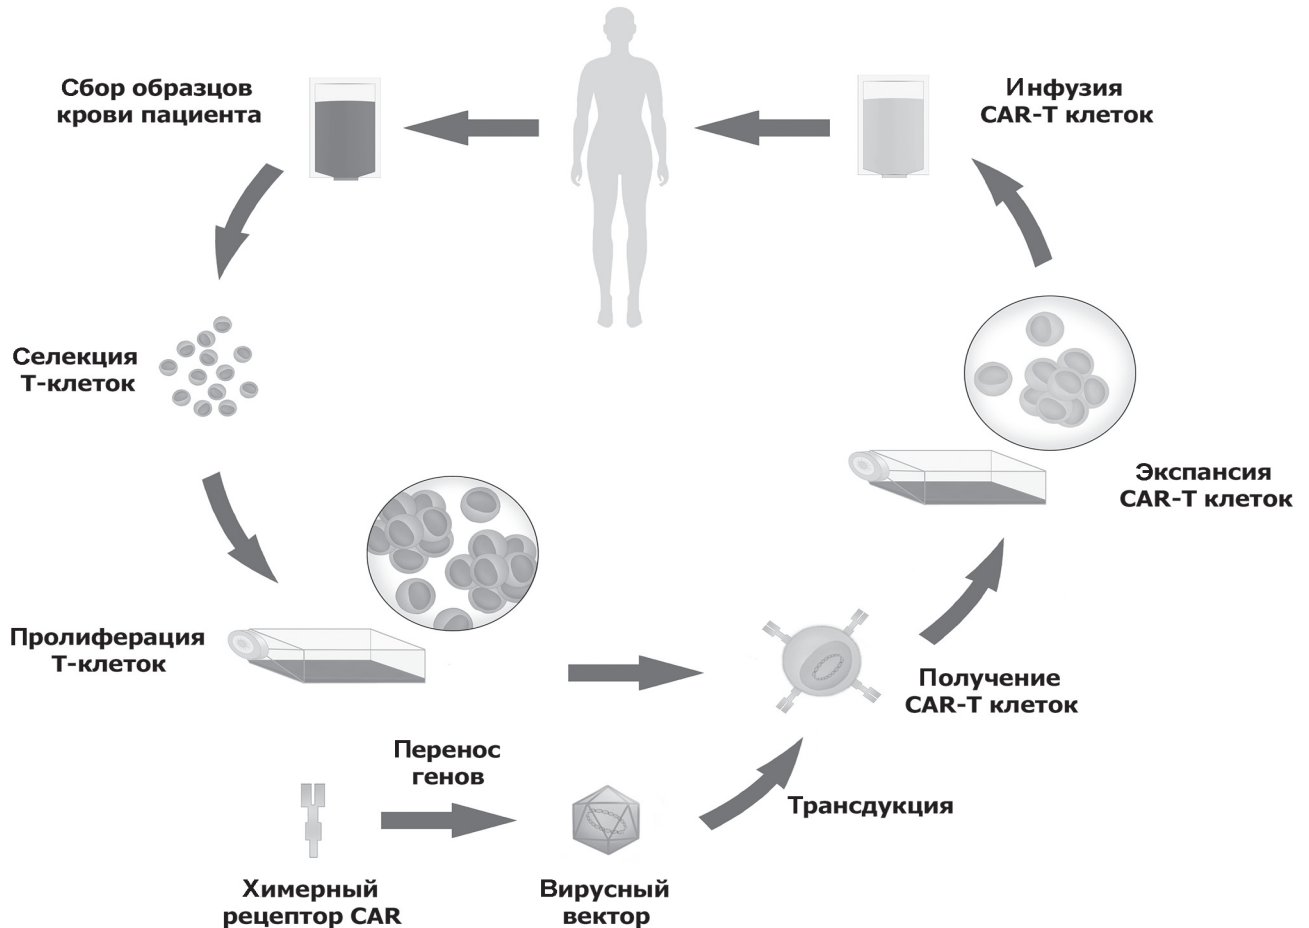 Сбор образцов
крови пациента
Инфузия
CAR-T клеток
Селекция
Т-клеток
Экспансия
CAR-T клеток
Пролиферация
Т-клеток
Получение
CAR-T клеток
Перенос
генов
Трансдукция
Химерный
рецептор CAR
Вирусный
вектор